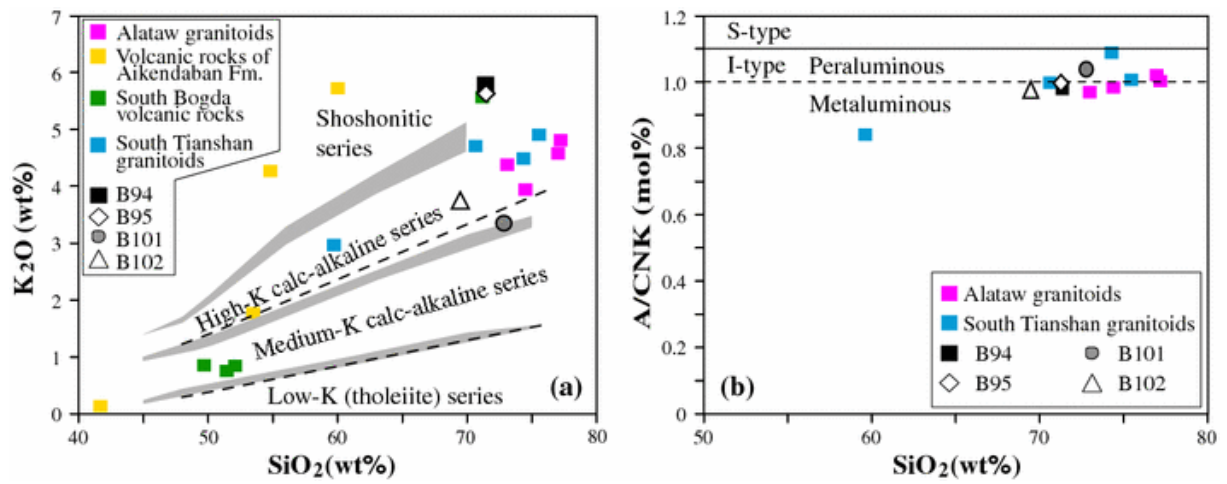 7
6
5
4
3
2
1
0
K₂O (wt%)
Alataw granitoids
Volcanic rocks of
Aikendaban Fm.
South Bogda
volcanic rocks
South Tianshan
granitoids
B94
B95
B101
B102
Shoshonitic
series
High-K calc-alkaline series
Medium-K calc-alkaline series
Low-K (tholeiite) series
(a)
40 50 60 70 80
SiO₂(wt%)
1.2
1.0
0.8
0.6
0.4
0.2
0.0
A/CNK (mol%)
S-type
I-type Peraluminous
Metaluminous
Alataw granitoids
South Tianshan granitoids
B94 B101
B95 B102
(b)
50 60 70 80
SiO₂(wt%)